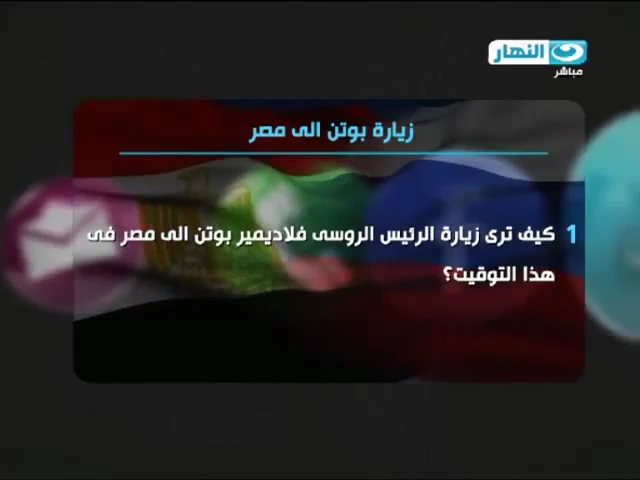 النهار
مباشر
زيارة بوتن الى مصر
1 كيف ترى زيارة الرئيس الروسى فلاديمير بوتن الى مصر فى
هذا التوقيت؟